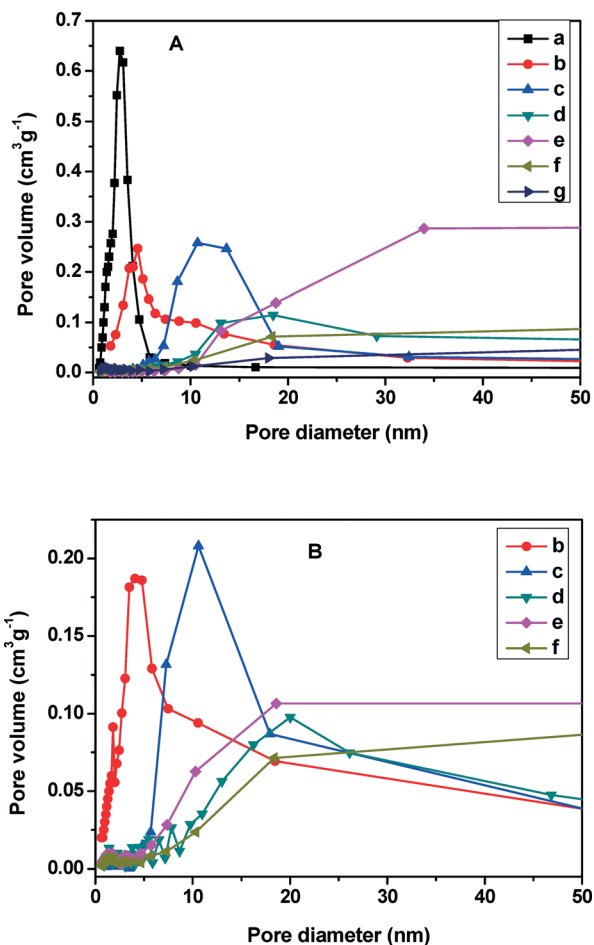 A
0.7
0.6
0.5
0.4
0.3
0.2
0.1
0.0
Pore volume (cm³g⁻¹)
a
b
c
d
e
f
g
0 10 20 30 40 50
Pore diameter (nm)
B
0.20
0.15
0.10
0.05
0.00
Pore volume (cm³g⁻¹)
b
c
d
e
f
0 10 20 30 40 50
Pore diameter (nm)